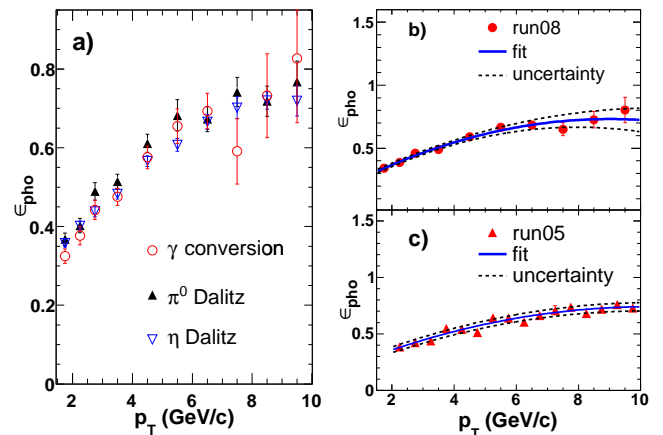 a)
ε_pho
0.8
0.6
0.4
0.2
0
2 4 6 8 10
p_T (GeV/c)
γ conversion
π⁰ Dalitz
η Dalitz
b)
run08
fit
uncertainty
ε_pho
1.5
1
0.5
c)
run05
fit
uncertainty
ε_pho
1.5
1
0.5
0
2 4 6 8 10
p_T (GeV/c)